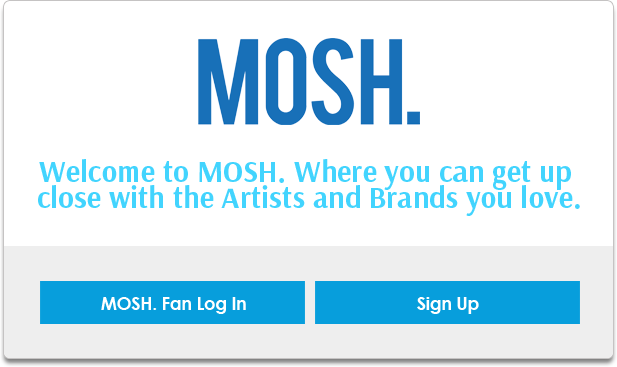 MOSH.
Welcome to MOSH. Where you can get up
close with the Artists and Brands you love.
MOSH. Fan Log In
Sign Up